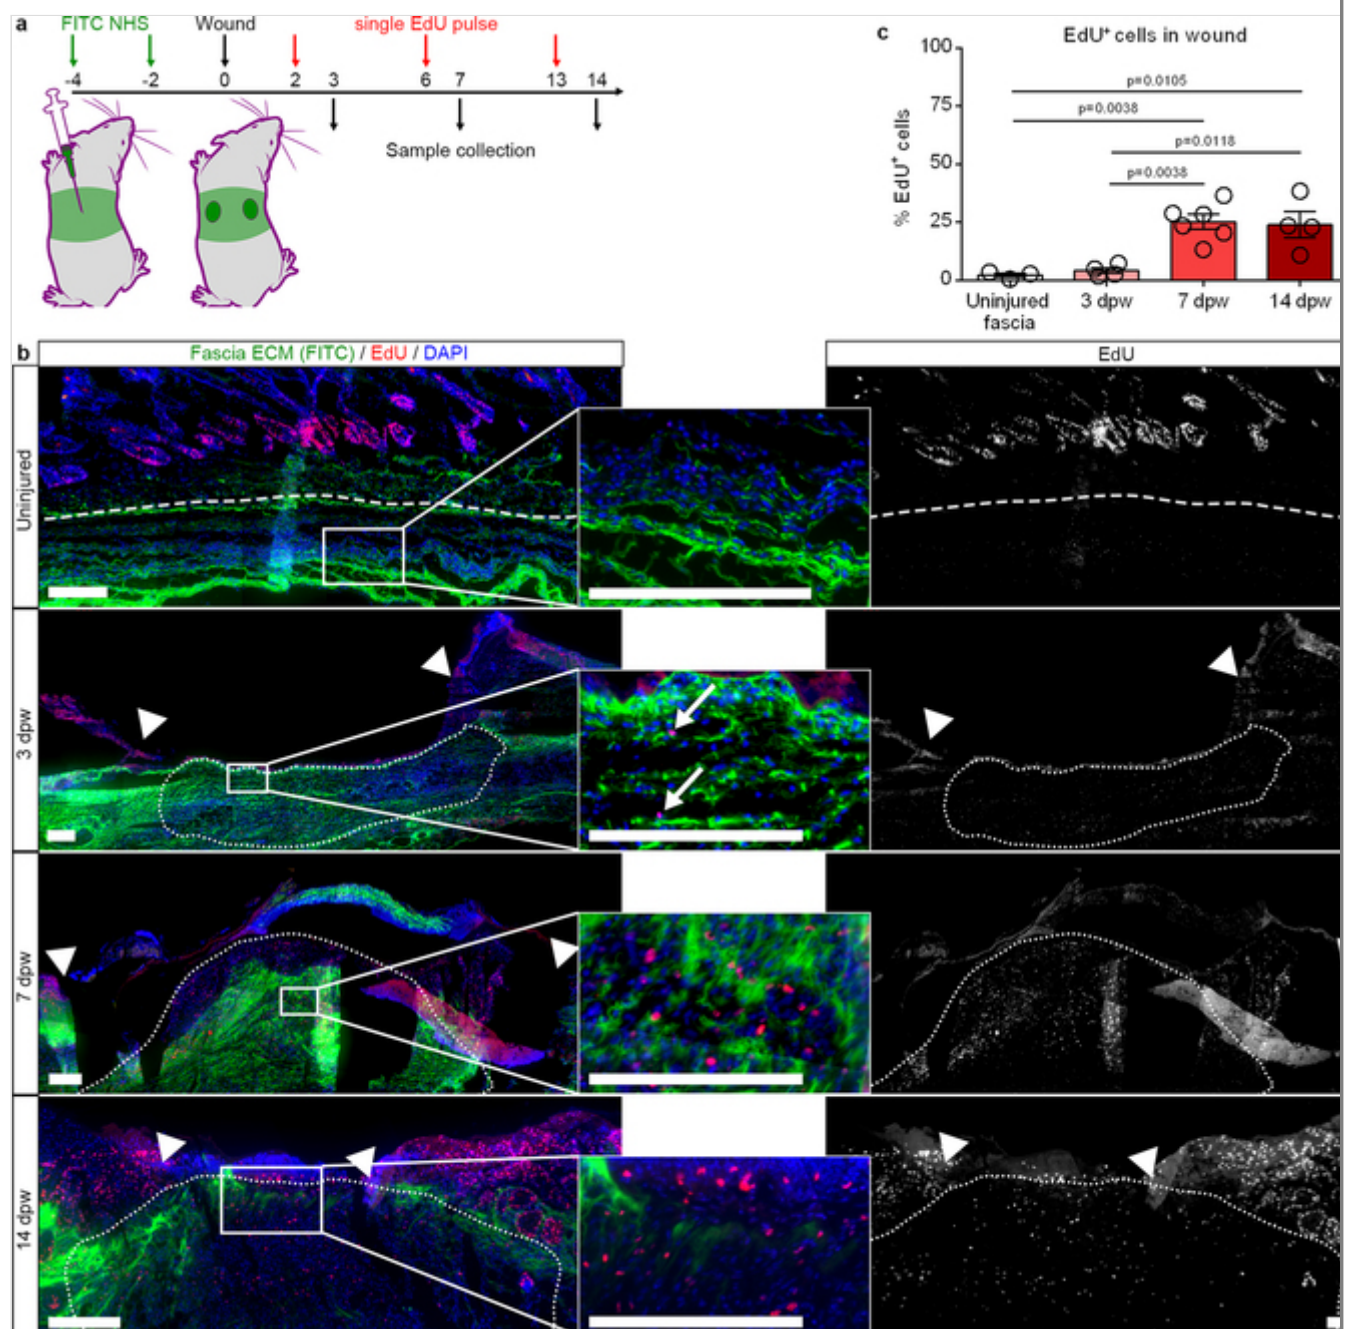 a
FITC NHS Wound single EdU pulse
-4 -2 0 2 3 6 7 13 14
Sample collection
c
EdU⁺ cells in wound
% EdU⁺ cells
100
75
50
25
0
p=0.0105
p=0.0038
p=0.0118
p=0.0038
Uninjured fascia 3 dpw 7 dpw 14 dpw
b
Fascia ECM (FITC) / EdU / DAPI
EdU
Uninjured
3 dpw
7 dpw
14 dpw